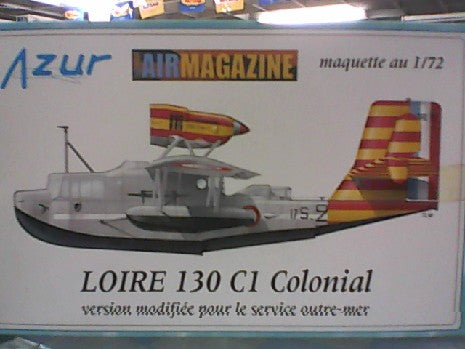 Azur
AIRMAGAZINE
maquette au 1/72
LOIRE 130 C1 Colonial
version modifiée pour le service outre-mer